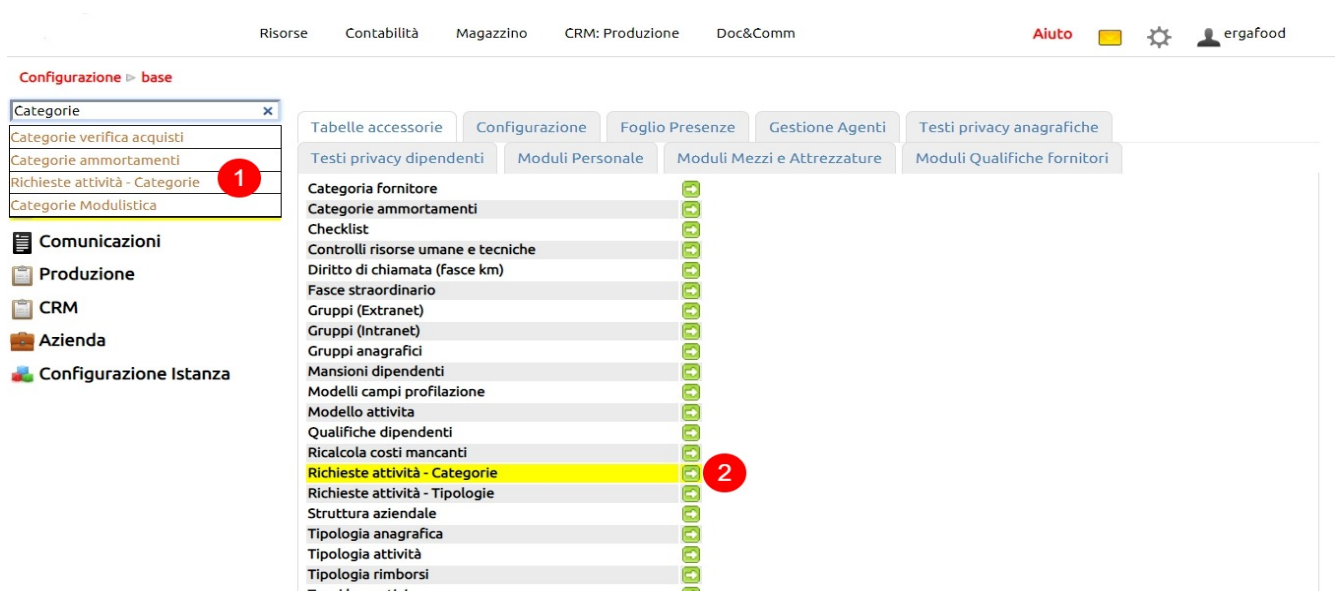 Risorse Contabilità Magazzino CRM: Produzione Doc&Comm Aiuto ergafood
Configurazione ▷ base
Categorie ×
Categorie verifica acquisti
Categorie ammortamenti
Richieste attività - Categorie
Categorie Modulistica
1
Comunicazioni
Produzione
CRM
Azienda
Configurazione Istanza
Tabelle accessorie Configurazione Foglio Presenze Gestione Agenti Testi privacy anagrafiche
Testi privacy dipendenti Moduli Personale Moduli Mezzi e Attrezzature Moduli Qualifiche fornitori
Categoria fornitore
Categorie ammortamenti
Checklist
Controlli risorse umane e tecniche
Diritto di chiamata (fasce km)
Fasce straordinario
Gruppi (Extranet)
Gruppi (Intranet)
Gruppi anagrafici
Mansioni dipendenti
Modelli campi profilazione
Modello attivita
Qualifiche dipendenti
Ricalcola costi mancanti
Richieste attività - Categorie 2
Richieste attività - Tipologie
Struttura aziendale
Tipologia anagrafica
Tipologia attività
Tipologia rimborsi